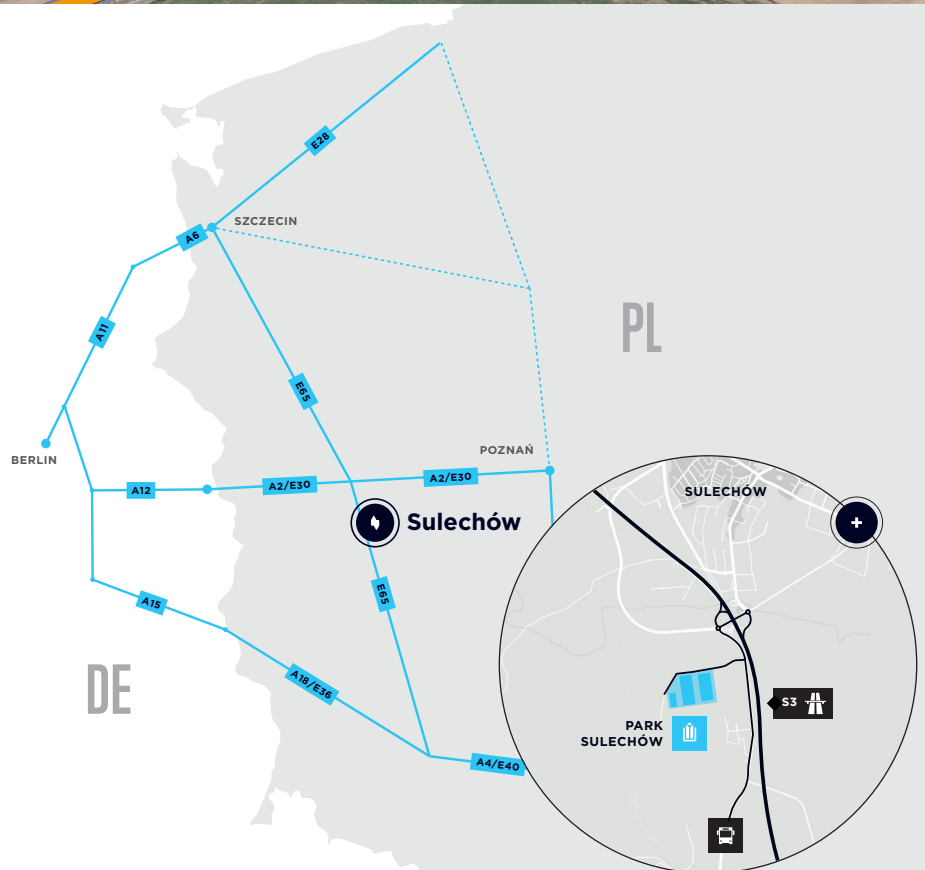 E28
SZCZECIN
A6
PL
A11
E65
BERLIN
POZNAŃ
A12
A2/E30
A2/E30
SULECHÓW
Sulechów
E65
A15
DE
A18/E36
S3
PARK
SULECHÓW
A4/E40